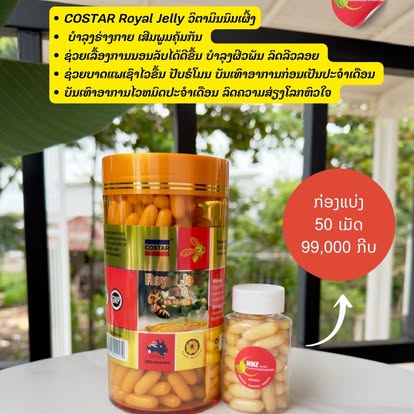 • COSTAR Royal Jelly ວິຕາມິນນົມເຜິ້ງ
• ບຳລຸງຮ່າງກາຍ ເສີມພູມຄຸ້ມກັນ
• ຊ່ວຍເລື້ອງການນອນລັບໄດ້ດີຂື້ນ ບຳລຸງຜິວພັນ ລົດລິ້ວລອຍ
• ຊ່ວຍບາດແຜເຊົາໄວຂື້ນ ປັບຮໍໂມນ ບັນເທົາອາການກ່ອນເປັນປະຈຳເດືອນ
• ບັນເທົາອາການໄວໝົດປະຈຳເດືອນ ລົດຄວາມສ່ຽງໂລກຫົວໃຈ
ກ່ອງແບ່ງ
50 ເມັດ
99,000 ກີບ
COSTAR
Royal Je